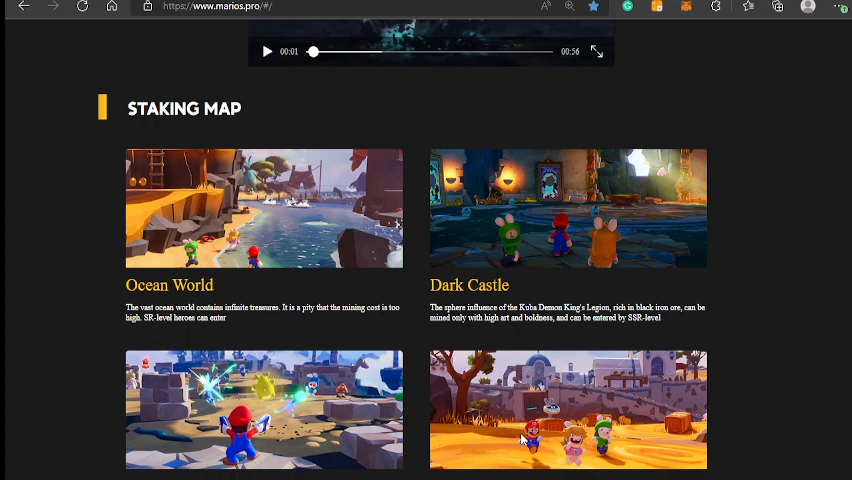 https://www.marios.pro/#/
00:01
00:56
STAKING MAP
Ocean World
Dark Castle
The vast ocean world contains infinite treasures. It is a pity that the mining cost is too
high. SR-level heroes can enter
The sphere influence of the Kuba Demon King's Legion, rich in black iron ore, can be
mined only with high art and boldness, and can be entered by SSR-level